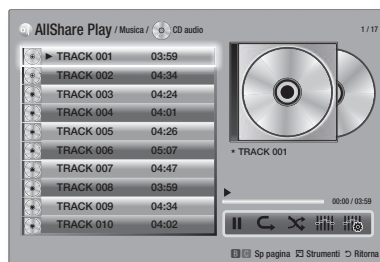 AllShare Play / Musica / CD audio 1 / 17
▶ TRACK 001 03:59
TRACK 002 04:34
TRACK 003 04:24
TRACK 004 04:01
TRACK 005 04:26
TRACK 006 05:07
TRACK 007 04:47
TRACK 008 03:59
TRACK 009 04:34
TRACK 010 04:02
* TRACK 001
00:00 / 03:59
B C Sp pagina Strumenti Ritorna